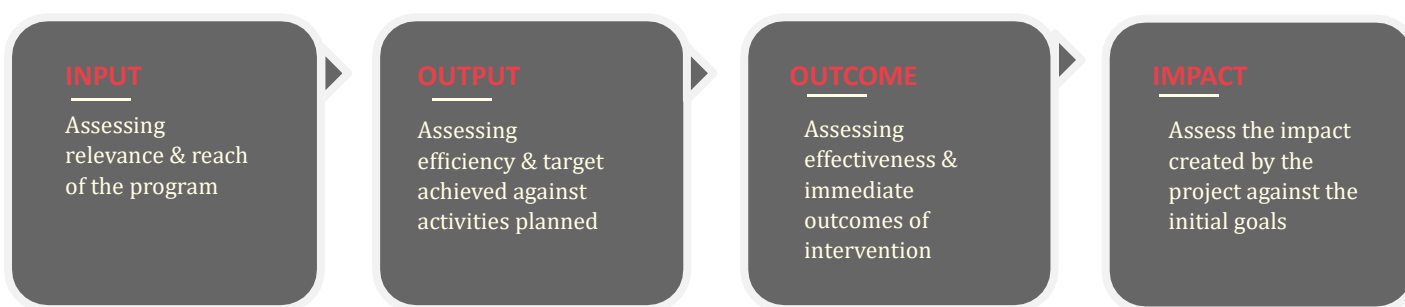 INPUT
Assessing
relevance & reach
of the program
OUTPUT
Assessing
efficiency & target
achieved against
activities planned
OUTCOME
Assessing
effectiveness &
immediate
outcomes of
intervention
IMPACT
Assess the impact
created by the
project against the
initial goals